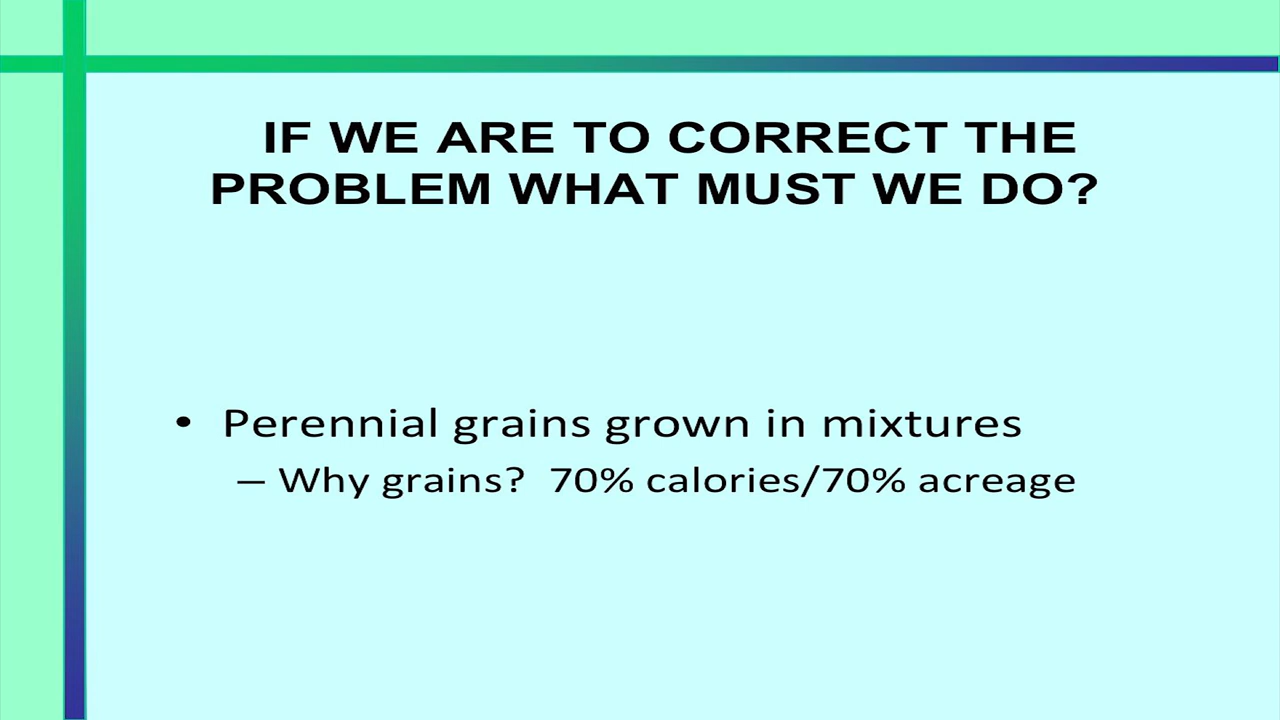 IF WE ARE TO CORRECT THE
PROBLEM WHAT MUST WE DO?
• Perennial grains grown in mixtures
– Why grains? 70% calories/70% acreage